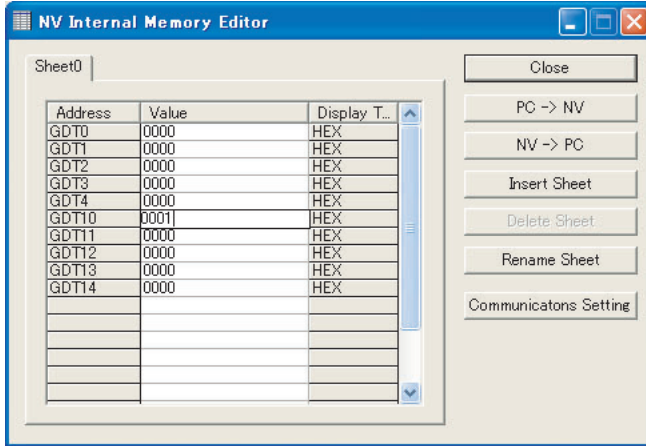 NV Internal Memory Editor
Sheet0
Address Value Display T...
GDT0 0000 HEX
GDT1 0000 HEX
GDT2 0000 HEX
GDT3 0000 HEX
GDT4 0000 HEX
GDT10 0001 HEX
GDT11 0000 HEX
GDT12 0000 HEX
GDT13 0000 HEX
GDT14 0000 HEX
Close
PC -> NV
NV -> PC
Insert Sheet
Delete Sheet
Rename Sheet
Communicatons Setting